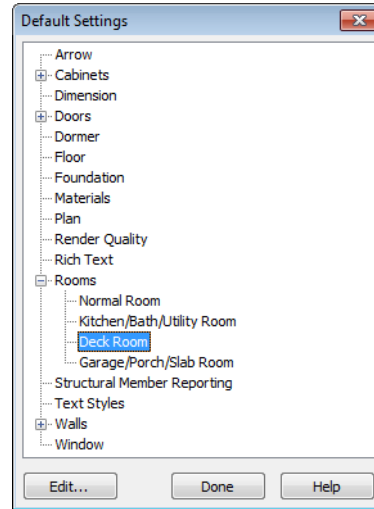 Default Settings
Arrow
Cabinets
Dimension
Doors
Dormer
Floor
Foundation
Materials
Plan
Render Quality
Rich Text
Rooms
Normal Room
Kitchen/Bath/Utility Room
Deck Room
Garage/Porch/Slab Room
Structural Member Reporting
Text Styles
Walls
Window
Edit... Done Help